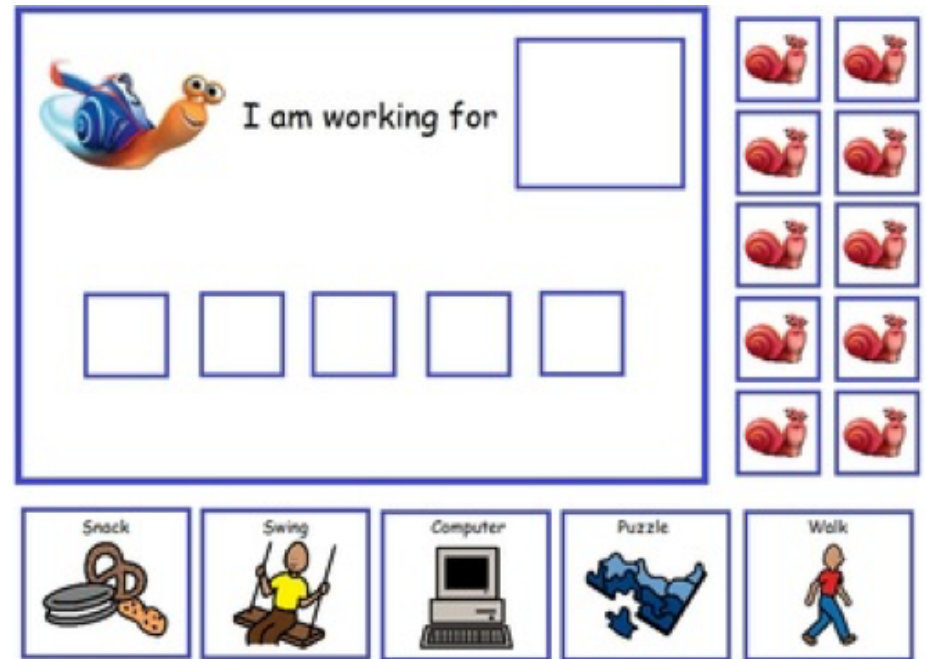 I am working for
Snack
Swing
Computer
Puzzle
Walk